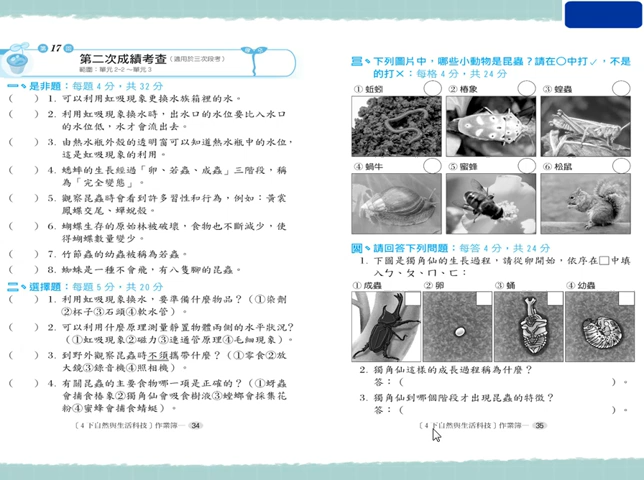 第 17 回
第二次成績考查（適用於三次段考）
範圍：單元2-2～單元3
一、是非題：每題4分，共32分
（　）1. 可以利用虹吸現象更換水族箱裡的水。
（　）2. 利用虹吸現象換水時，出水口的水位要比入水口
的水位低，水才會流出去。
（　）3. 由熱水瓶外殼的透明窗可以知道熱水瓶中的水位，
這是虹吸現象的利用。
（　）4. 蟋蟀的生長經過「卵、若蟲、成蟲」三階段，稱
為「完全變態」。
（　）5. 觀察昆蟲時會看到許多習性和行為，例如：黃裳
鳳蝶交尾、蟬蛻殼。
（　）6. 蝴蝶生存的原始林被破壞，食物也不斷減少，使
得蝴蝶數量變少。
（　）7. 竹節蟲的幼蟲被稱為若蟲。
（　）8. 蜘蛛是一種不會飛，有八隻腳的昆蟲。
二、選擇題：每題5分，共20分
（　）1. 利用虹吸現象換水，要準備什麼物品？（①染劑
②杯子③石頭④軟水管）
（　）2. 可以利用什麼原理測量靜置物體兩側的水平狀況？
（①虹吸現象②磁力③連通管原理④毛細現象）。
（　）3. 到野外觀察昆蟲時不須攜帶什麼？（①零食②放
大鏡③錄音機④照相機）。
（　）4. 有關昆蟲的主要食物哪一項是正確的？（①蚜蟲
會捕食椿象②獨角仙會吸食樹液③螳螂會採集花
粉④蜜蜂會捕食蜻蜓）。
〔4下自然與生活科技〕作業簿─ 34
三、下列圖片中，哪些小動物是昆蟲？請在○中打✓，不是
的打×：每格4分，共24分
①蚯蚓 ②椿象 ③蝗蟲
④蝸牛 ⑤蜜蜂 ⑥松鼠
四、請回答下列問題：每答4分，共24分
1. 下圖是獨角仙的生長過程，請從卵開始，依序在□中填
入ㄅ、ㄆ、ㄇ、ㄈ：
①成蟲 ②卵 ③蛹 ④幼蟲
2. 獨角仙這樣的成長過程稱為什麼？
答：（　）。
3. 獨角仙到哪個階段才出現昆蟲的特徵？
答：（　）。
〔4下自然與生活科技〕作業簿─ 35